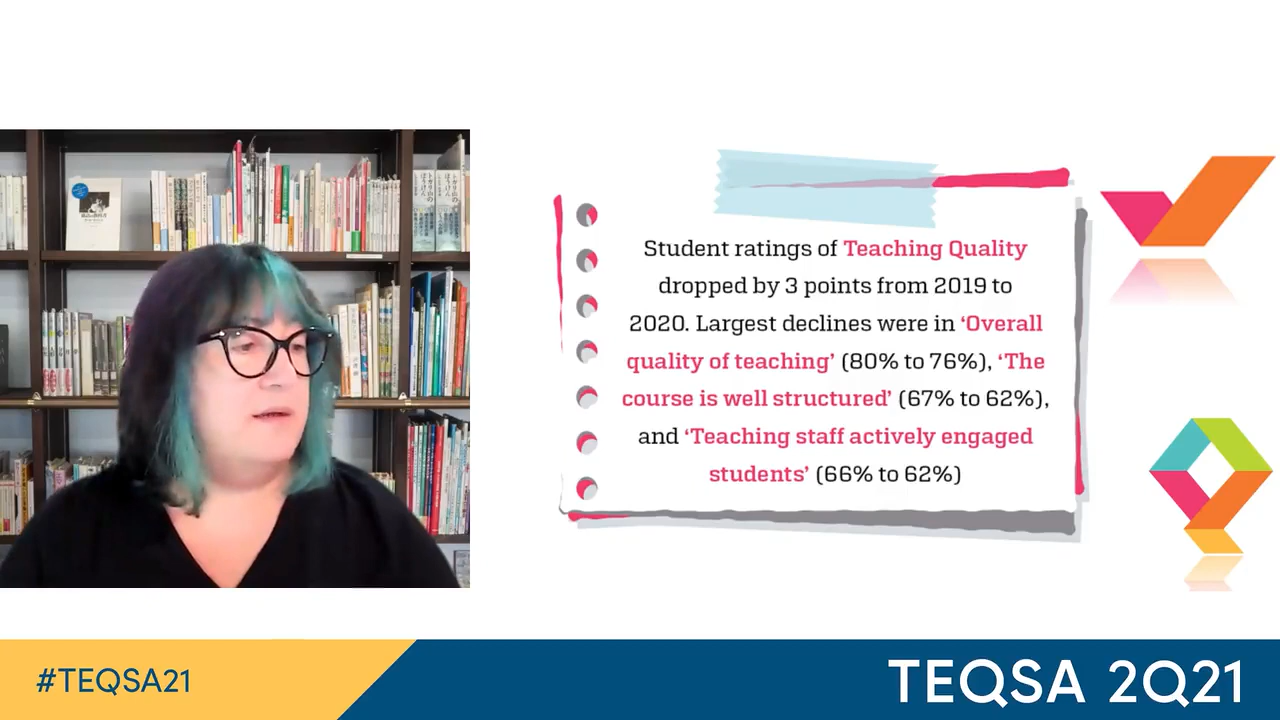 Student ratings of Teaching Quality
dropped by 3 points from 2019 to
2020. Largest declines were in ‘Overall
quality of teaching’ (80% to 76%), ‘The
course is well structured’ (67% to 62%),
and ‘Teaching staff actively engaged
students’ (66% to 62%)
#TEQSA21
TEQSA 2Q21